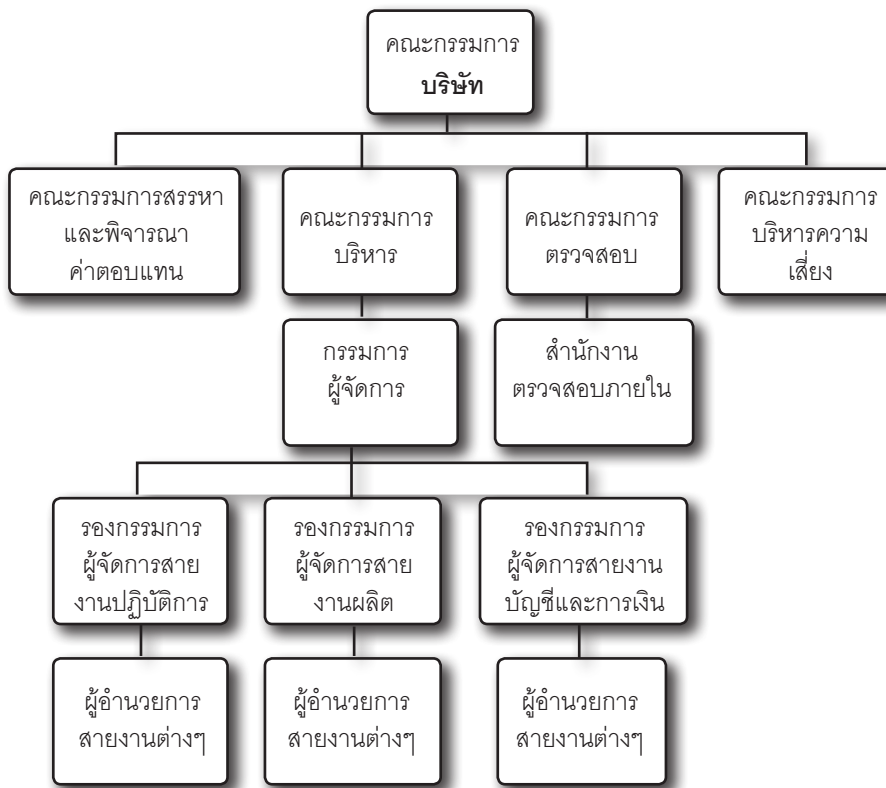 คณะกรรมการ
บริษัท
คณะกรรมการสรรหา
และพิจารณา
ค่าตอบแทน
คณะกรรมการ
บริหาร
คณะกรรมการ
ตรวจสอบ
คณะกรรมการ
บริหารความ
เสี่ยง
กรรมการ
ผู้จัดการ
สำนักงาน
ตรวจสอบภายใน
รองกรรมการ
ผู้จัดการสาย
งานปฏิบัติการ
รองกรรมการ
ผู้จัดการสาย
งานผลิต
รองกรรมการ
ผู้จัดการสายงาน
บัญชีและการเงิน
ผู้อำนวยการ
สายงานต่างๆ
ผู้อำนวยการ
สายงานต่างๆ
ผู้อำนวยการ
สายงานต่างๆ